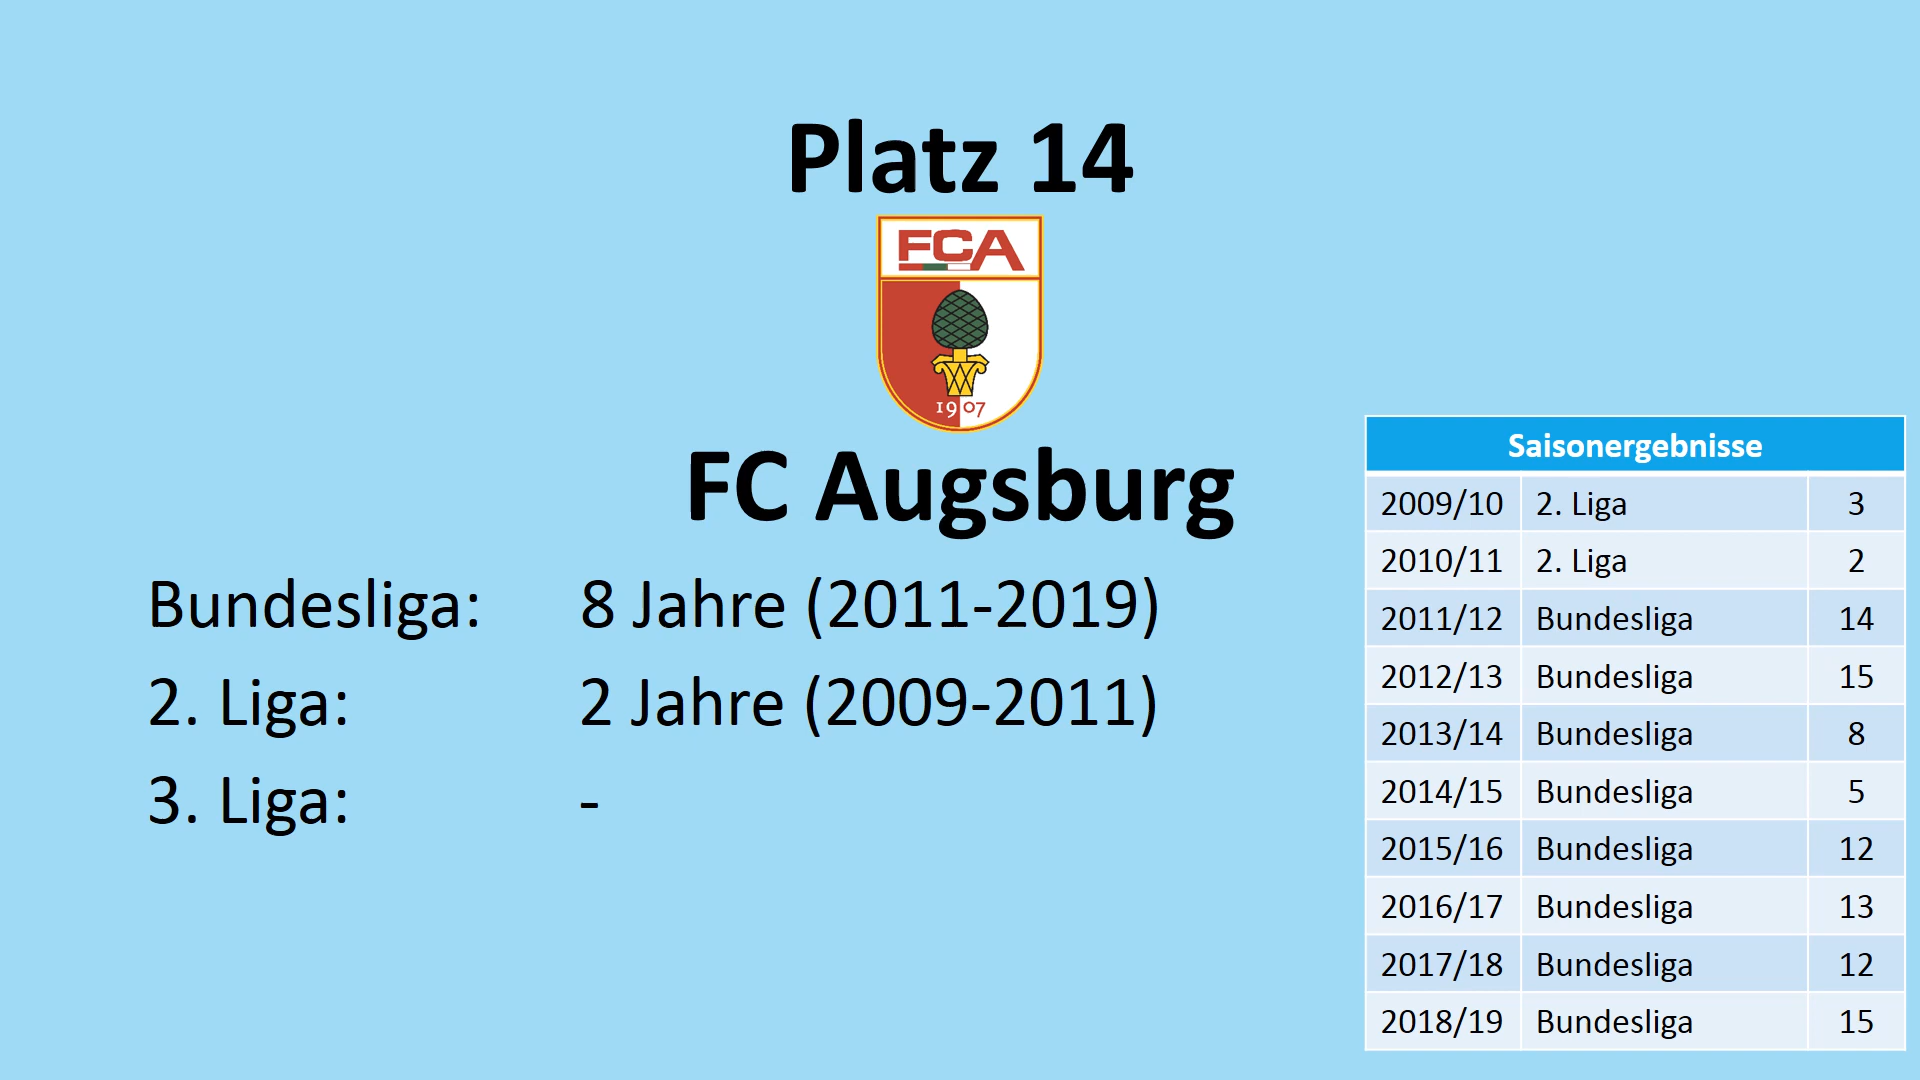 Platz 14
FCA
1907
FC Augsburg
Bundesliga: 8 Jahre (2011-2019)
2. Liga: 2 Jahre (2009-2011)
3. Liga: -
Saisonergebnisse
2009/10 2. Liga 3
2010/11 2. Liga 2
2011/12 Bundesliga 14
2012/13 Bundesliga 15
2013/14 Bundesliga 8
2014/15 Bundesliga 5
2015/16 Bundesliga 12
2016/17 Bundesliga 13
2017/18 Bundesliga 12
2018/19 Bundesliga 15